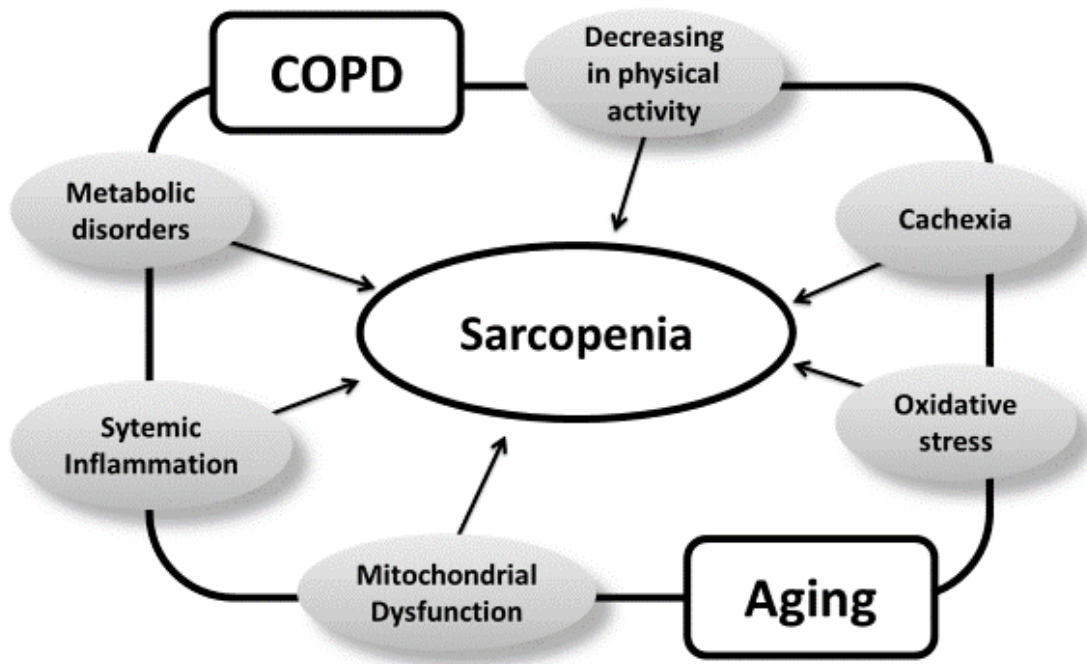 COPD
Decreasing
in physical
activity
Metabolic
disorders
Cachexia
Sarcopenia
Sytemic
Inflammation
Oxidative
stress
Mitochondrial
Dysfunction
Aging